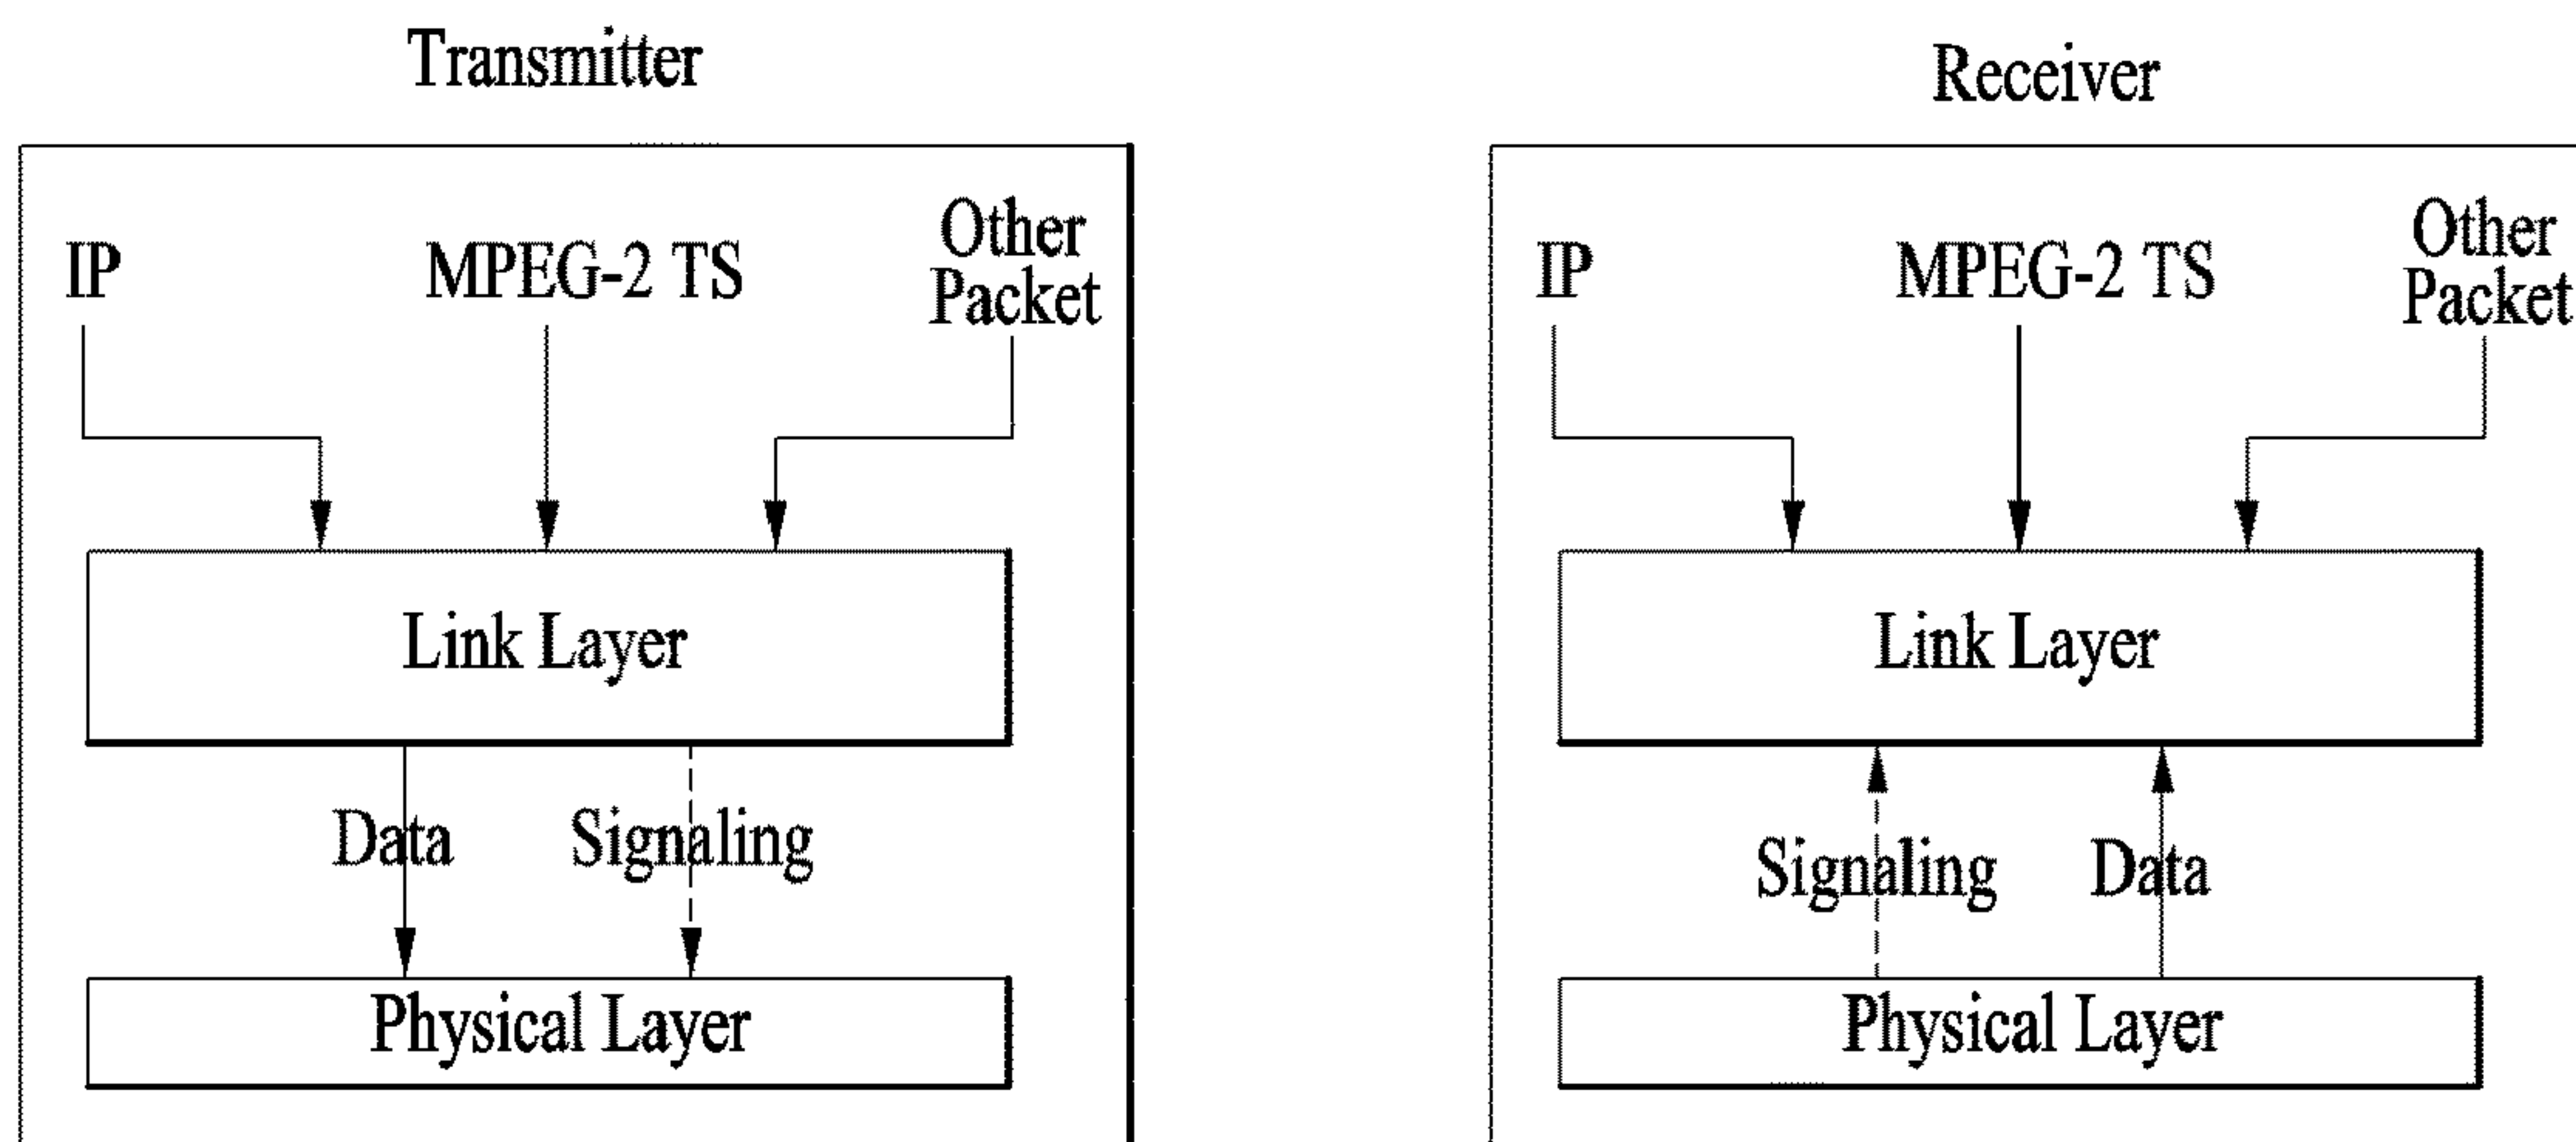 Transmitter
IP
MPEG-2 TS
Other
Packet
Link Layer
Data
Signaling
Physical Layer
Receiver
IP
MPEG-2 TS
Other
Packet
Link Layer
Signaling
Data
Physical Layer